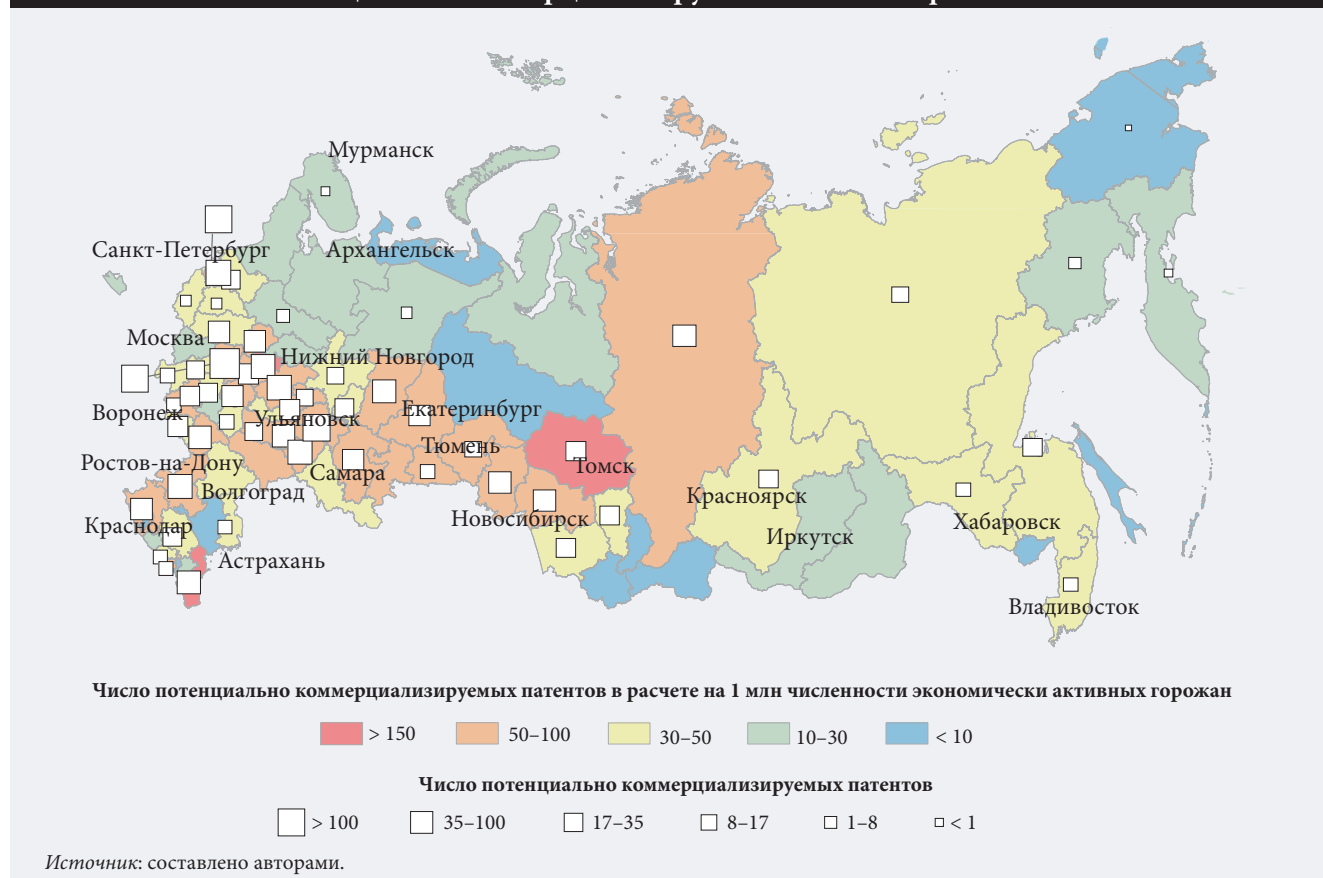 Мурманск
Санкт-Петербург
Архангельск
Москва
Нижний Новгород
Воронеж
Екатеринбург
Ульяновск
Тюмень
Ростов-на-Дону
Самара
Томск
Волгоград
Красноярск
Новосибирск
Краснодар
Хабаровск
Иркутск
Астрахань
Владивосток
Число потенциально коммерциализируемых патентов в расчете на 1 млн численности экономически активных горожан
> 150 50–100 30–50 10–30 < 10
Число потенциально коммерциализируемых патентов
> 100 35–100 17–35 8–17 1–8 < 1
Источник: составлено авторами.